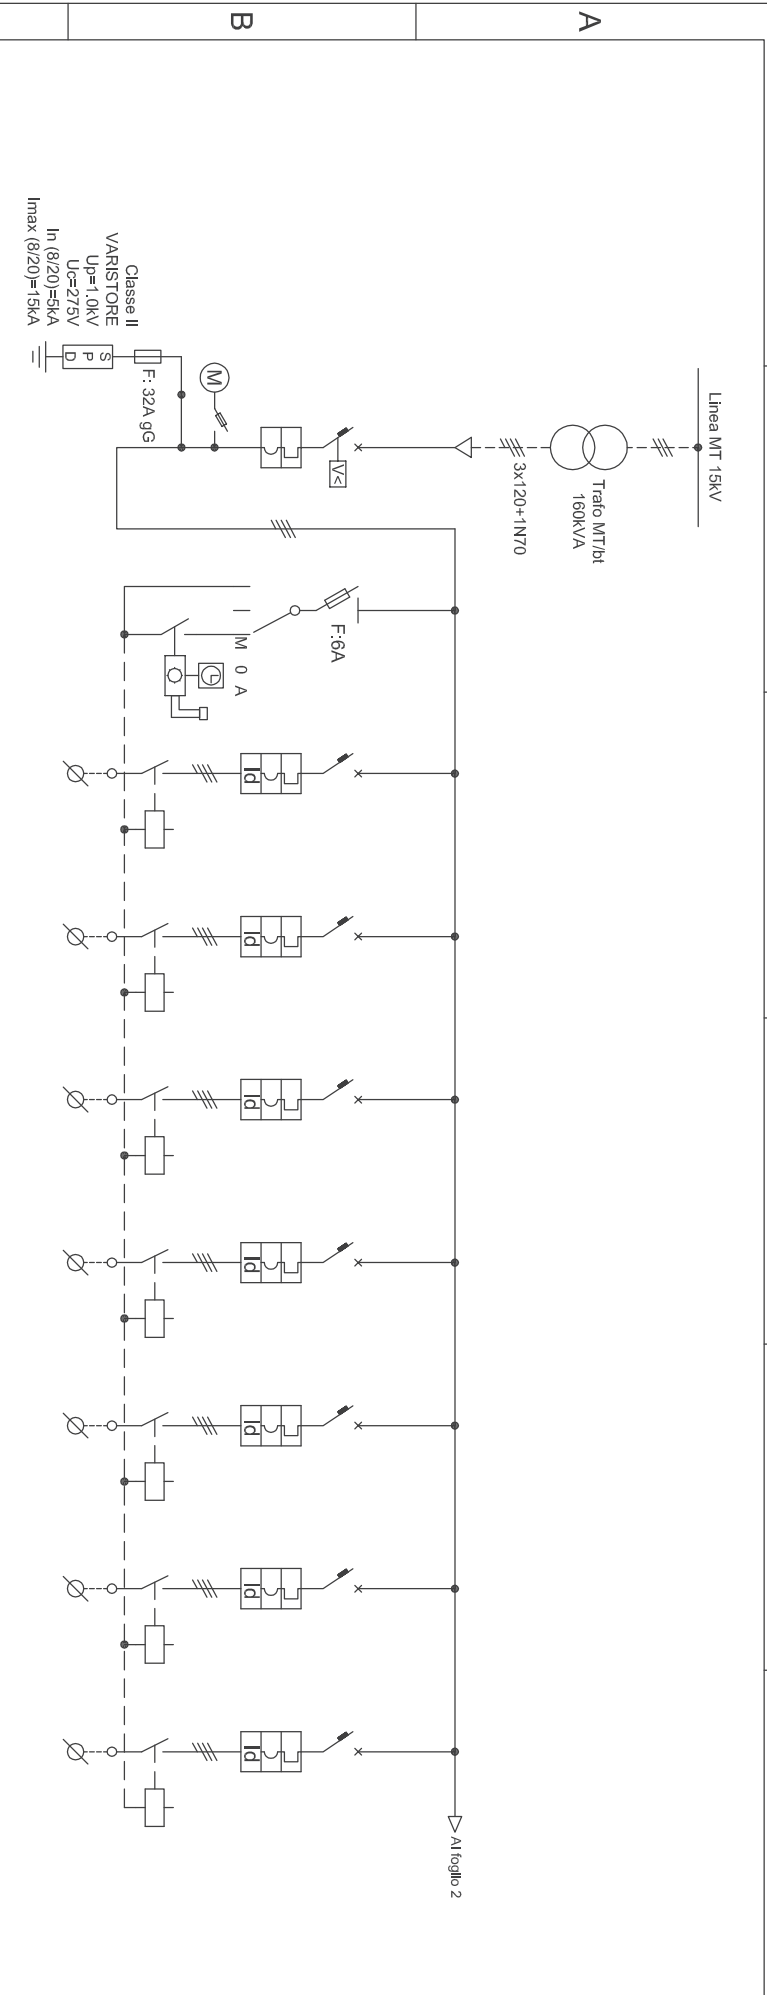 A
B
Linea MT 15kV
Trafo MT/bt
160kVA
3x120+1N70
V<
M
F: 32A gG
S
P
D
Classe II
VARISTORE
Up=1.0kV
Uc=275V
In (8/20)=5kA
Imax (8/20)=15kA
F:6A
M 0 A
Id
Id
Id
Id
Id
Id
Id
Al foglio 2